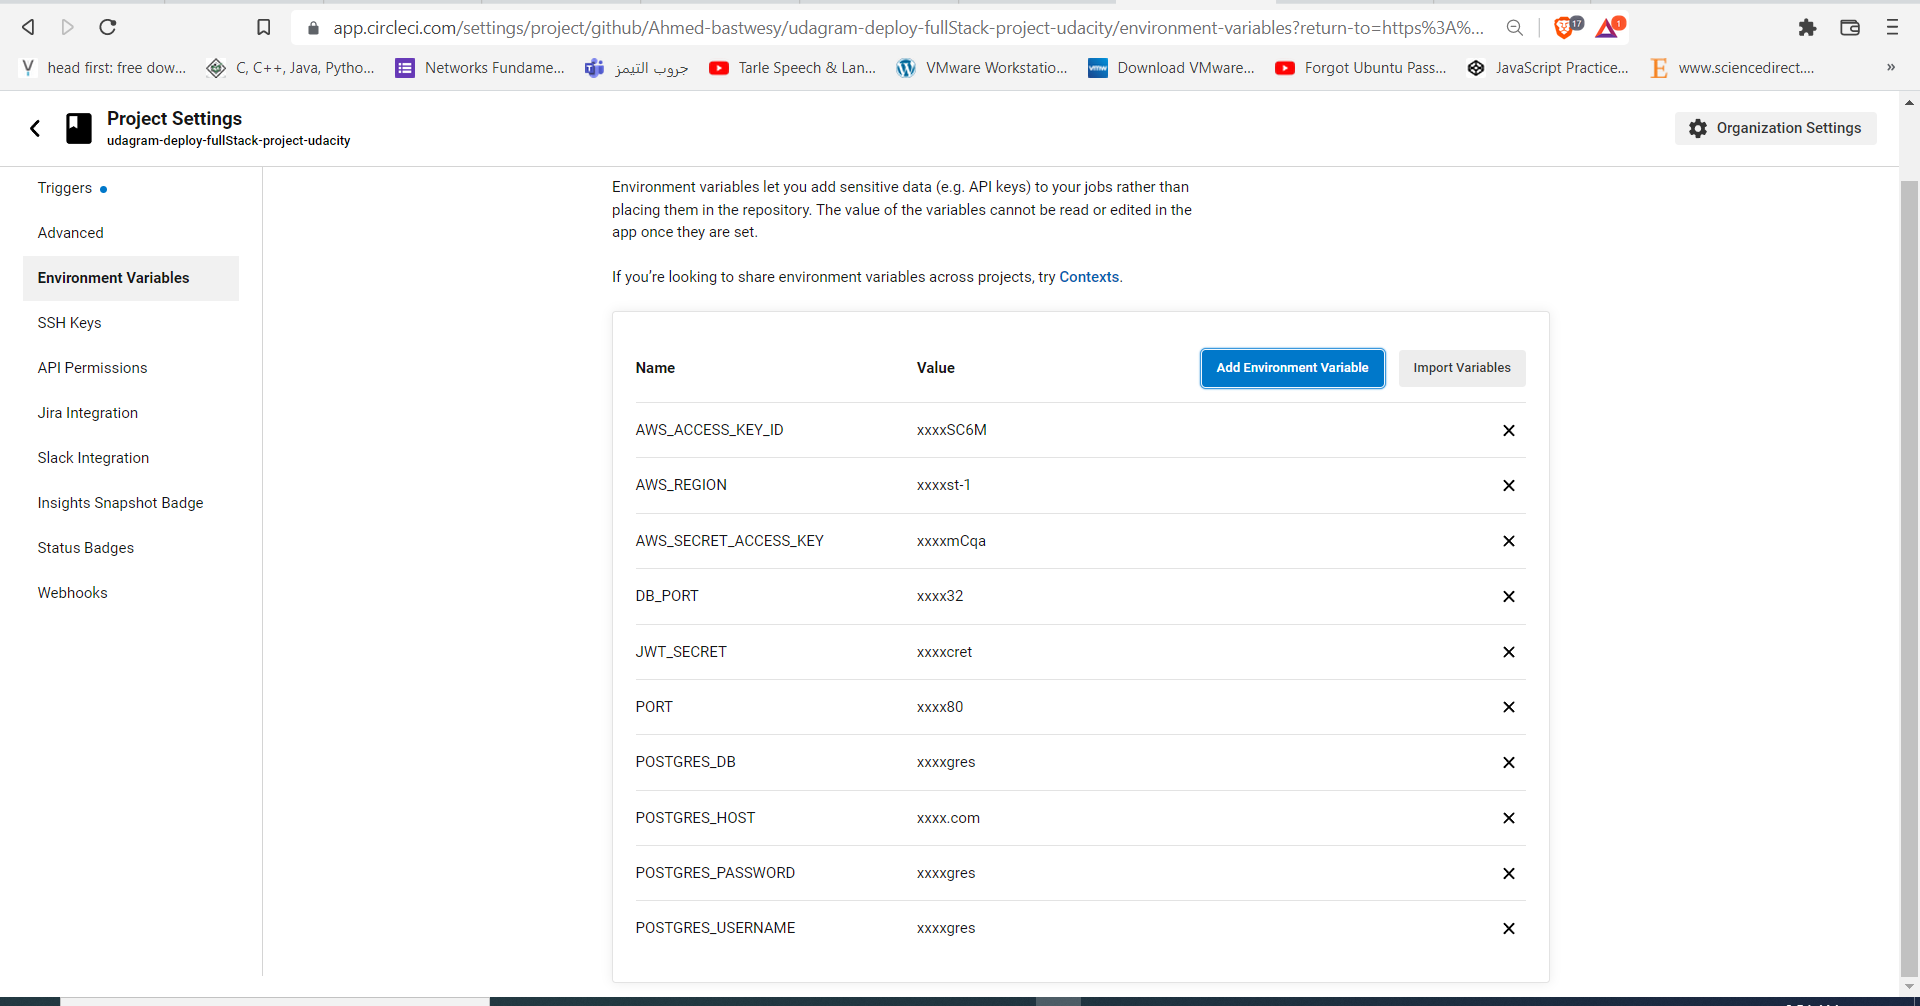 app.circleci.com/settings/project/github/Ahmed-bastwesy/udagram-deploy-fullStack-project-udacity/environment-variables?return-to=https%3A%...
17
1
head first: free dow...
C, C++, Java, Pytho...
Networks Fundame...
جروب التيمز
Tarle Speech & Lan...
VMware Workstatio...
vmw
Download VMware...
Forgot Ubuntu Pass...
JavaScript Practice...
www.sciencedirect....
»
Project Settings
udagram-deploy-fullStack-project-udacity
Organization Settings
Triggers
Advanced
Environment Variables
SSH Keys
API Permissions
Jira Integration
Slack Integration
Insights Snapshot Badge
Status Badges
Webhooks
Environment variables let you add sensitive data (e.g. API keys) to your jobs rather than
placing them in the repository. The value of the variables cannot be read or edited in the
app once they are set.
If you’re looking to share environment variables across projects, try Contexts.
Name Value Add Environment Variable Import Variables
AWS_ACCESS_KEY_ID xxxxSC6M
AWS_REGION xxxxst-1
AWS_SECRET_ACCESS_KEY xxxxmCqa
DB_PORT xxxx32
JWT_SECRET xxxxcret
PORT xxxx80
POSTGRES_DB xxxxgres
POSTGRES_HOST xxxx.com
POSTGRES_PASSWORD xxxxgres
POSTGRES_USERNAME xxxxgres